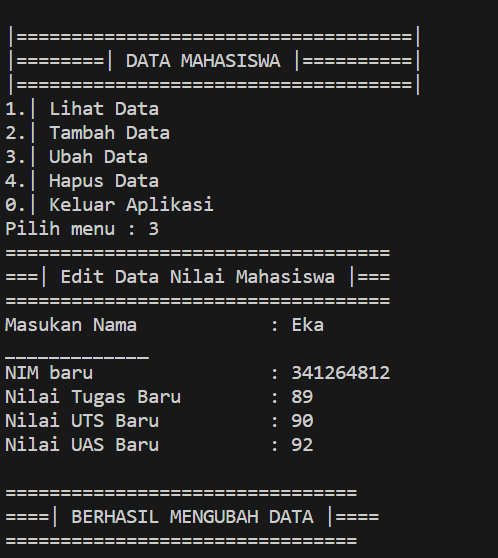 |====================================|
|========| DATA MAHASISWA |==========|
|====================================|
1.| Lihat Data
2.| Tambah Data
3.| Ubah Data
4.| Hapus Data
0.| Keluar Aplikasi
Pilih menu : 3
===================================
===| Edit Data Nilai Mahasiswa |===
===================================
Masukan Nama            : Eka
_____________
NIM baru                : 341264812
Nilai Tugas Baru        : 89
Nilai UTS Baru          : 90
Nilai UAS Baru          : 92
================================
====| BERHASIL MENGUBAH DATA |====
================================